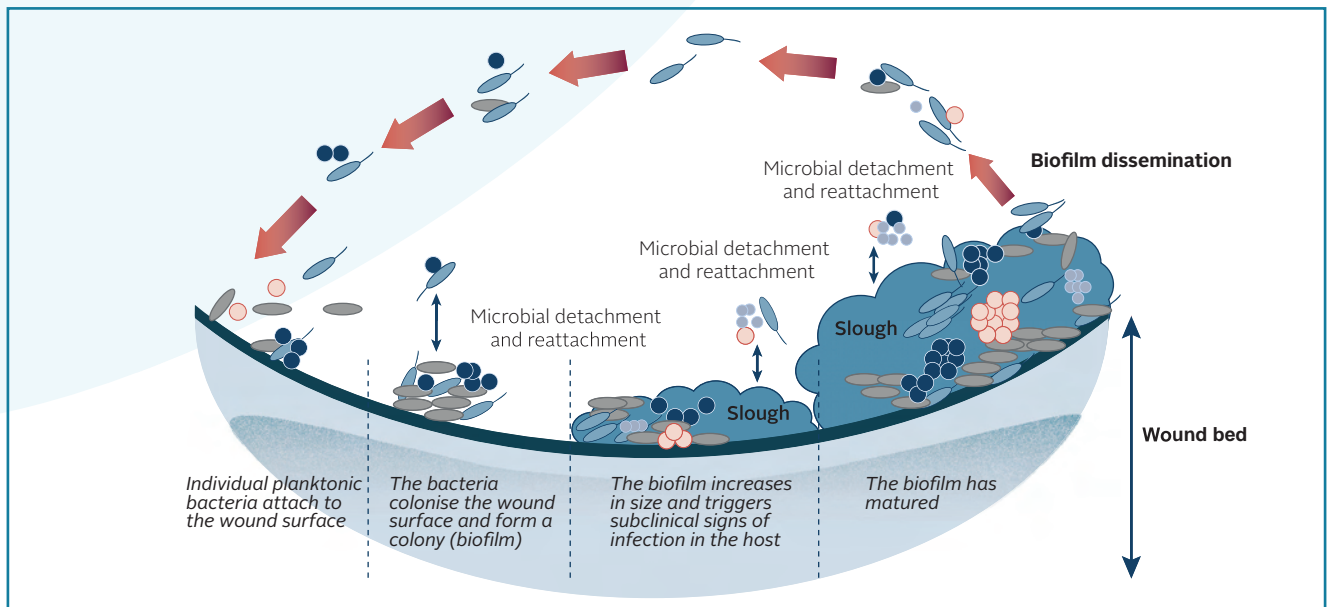 Biofilm dissemination
Microbial detachment
and reattachment
Microbial detachment
and reattachment
Microbial detachment
and reattachment
Slough
Slough
Wound bed
Individual planktonic
bacteria attach to
the wound surface
The bacteria
colonise the wound
surface and form a
colony (biofilm)
The biofilm increases
in size and triggers
subclinical signs of
infection in the host
The biofilm has
matured